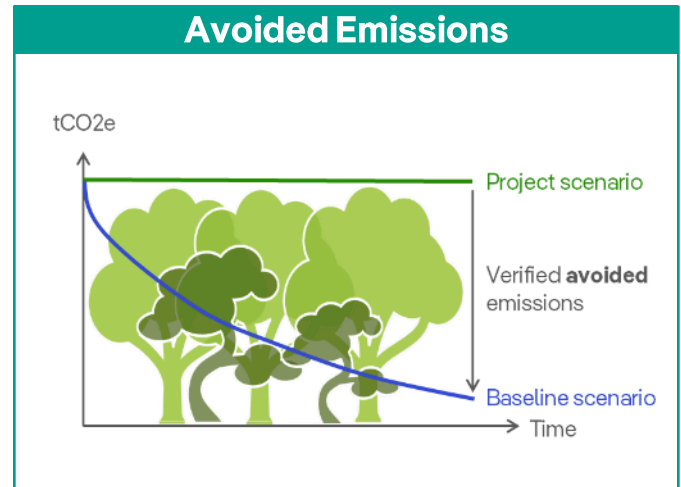 Avoided Emissions
tCO2e
Project scenario
Verified avoided
emissions
Baseline scenario
Time